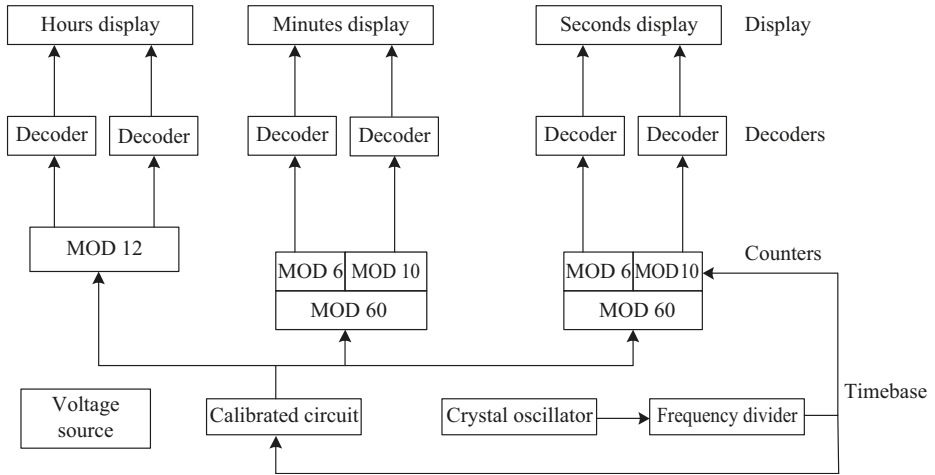 Hours display
Minutes display
Seconds display
Display
Decoder
Decoder
Decoder
Decoder
Decoder
Decoder
Decoders
MOD 12
MOD 6
MOD 10
MOD 60
MOD 6
MOD10
MOD 60
Counters
Timebase
Voltage
source
Calibrated circuit
Crystal oscillator
Frequency divider